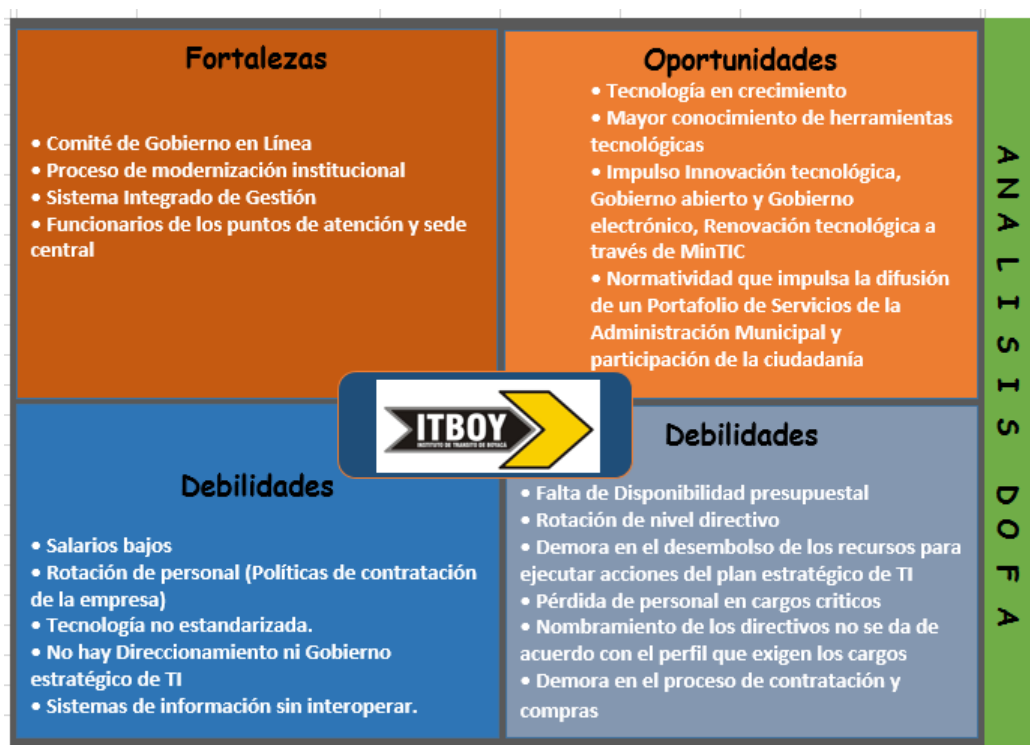 Fortalezas
• Comité de Gobierno en Línea
• Proceso de modernización institucional
• Sistema Integrado de Gestión
• Funcionarios de los puntos de atención y sede
central
Oportunidades
• Tecnología en crecimiento
• Mayor conocimiento de herramientas
tecnológicas
• Impulso Innovación tecnológica,
Gobierno abierto y Gobierno
electrónico, Renovación tecnológica a
través de MinTIC
• Normatividad que impulsa la difusión
de un Portafolio de Servicios de la
Administración Municipal y
participación de la ciudadanía
ITBOY
INSTITUTO DE TRANSITO DE BOYACÁ
Debilidades
• Salarios bajos
• Rotación de personal (Políticas de contratación
de la empresa)
• Tecnología no estandarizada.
• No hay Direccionamiento ni Gobierno
estratégico de TI
• Sistemas de información sin interoperar.
Debilidades
• Falta de Disponibilidad presupuestal
• Rotación de nivel directivo
• Demora en el desembolso de los recursos para
ejecutar acciones del plan estratégico de TI
• Pérdida de personal en cargos criticos
• Nombramiento de los directivos no se da de
acuerdo con el perfil que exigen los cargos
• Demora en el proceso de contratación y
compras
ANALISIS DOFA